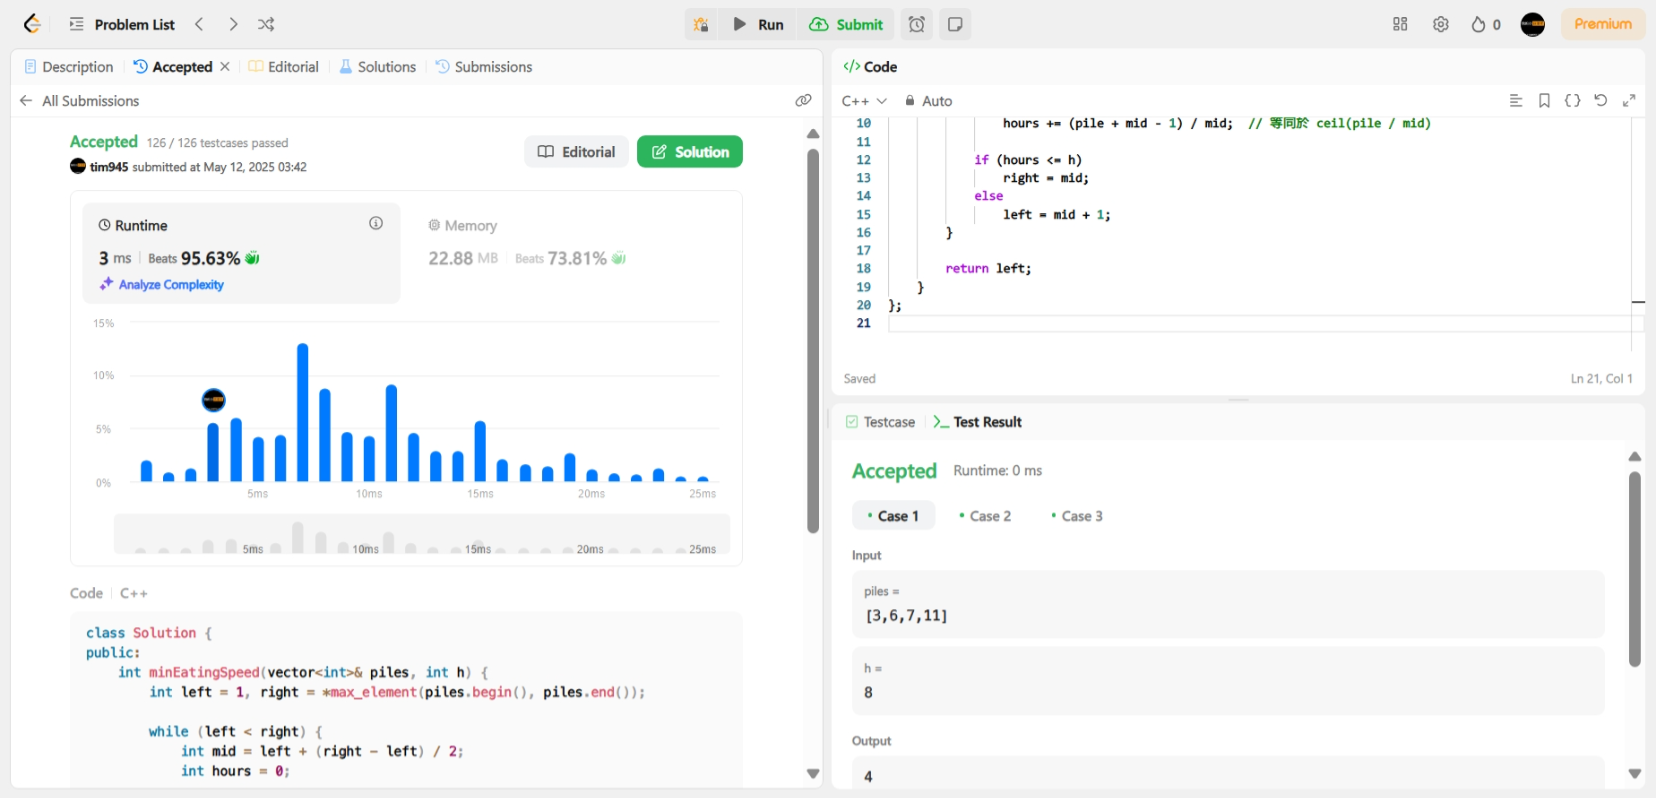 Problem List
Run
Submit
0
Premium
Description
Accepted
Editorial
Solutions
Submissions
All Submissions
Accepted 126 / 126 testcases passed
tim945 submitted at May 12, 2025 03:42
Editorial
Solution
Runtime
3 ms Beats 95.63%
Analyze Complexity
Memory
22.88 MB Beats 73.81%
15%
10%
5%
0%
5ms 10ms 15ms 20ms 25ms
5ms 10ms 15ms 20ms 25ms
Code C++
class Solution {
public:
int minEatingSpeed(vector<int>& piles, int h) {
int left = 1, right = *max_element(piles.begin(), piles.end());
while (left < right) {
int mid = left + (right - left) / 2;
int hours = 0;
</> Code
C++ Auto
10 hours += (pile + mid - 1) / mid; // 等同於 ceil(pile / mid)
11
12 if (hours <= h)
13 right = mid;
14 else
15 left = mid + 1;
16 }
17
18 return left;
19 }
20 };
21
Saved
Ln 21, Col 1
Testcase
Test Result
Accepted Runtime: 0 ms
Case 1
Case 2
Case 3
Input
piles =
[3,6,7,11]
h =
8
Output
4